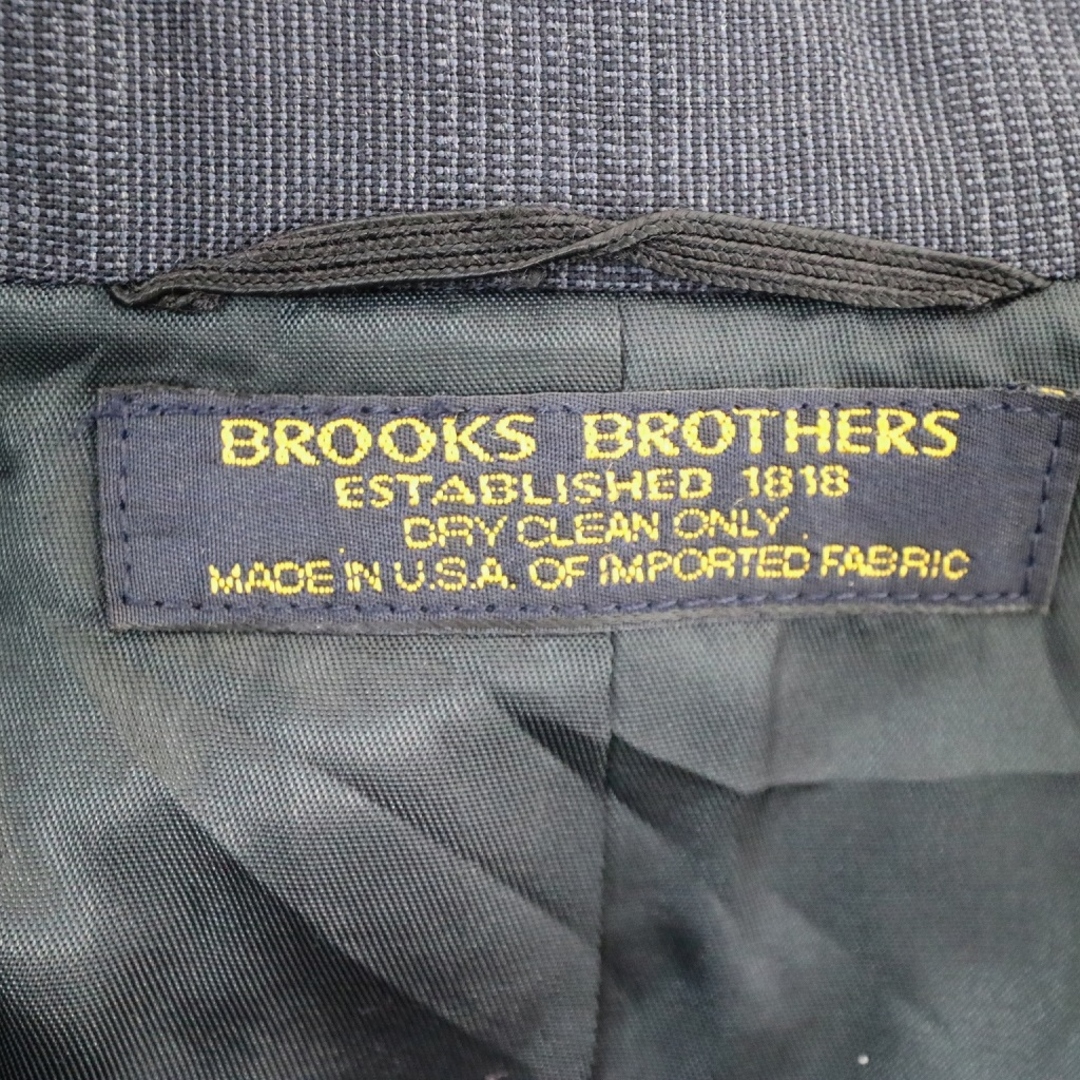 BROOKS BROTHERS
ESTABLISHED 1818
DRY CLEAN ONLY
MADE IN U.S.A. OF IMPORTED FABRIC